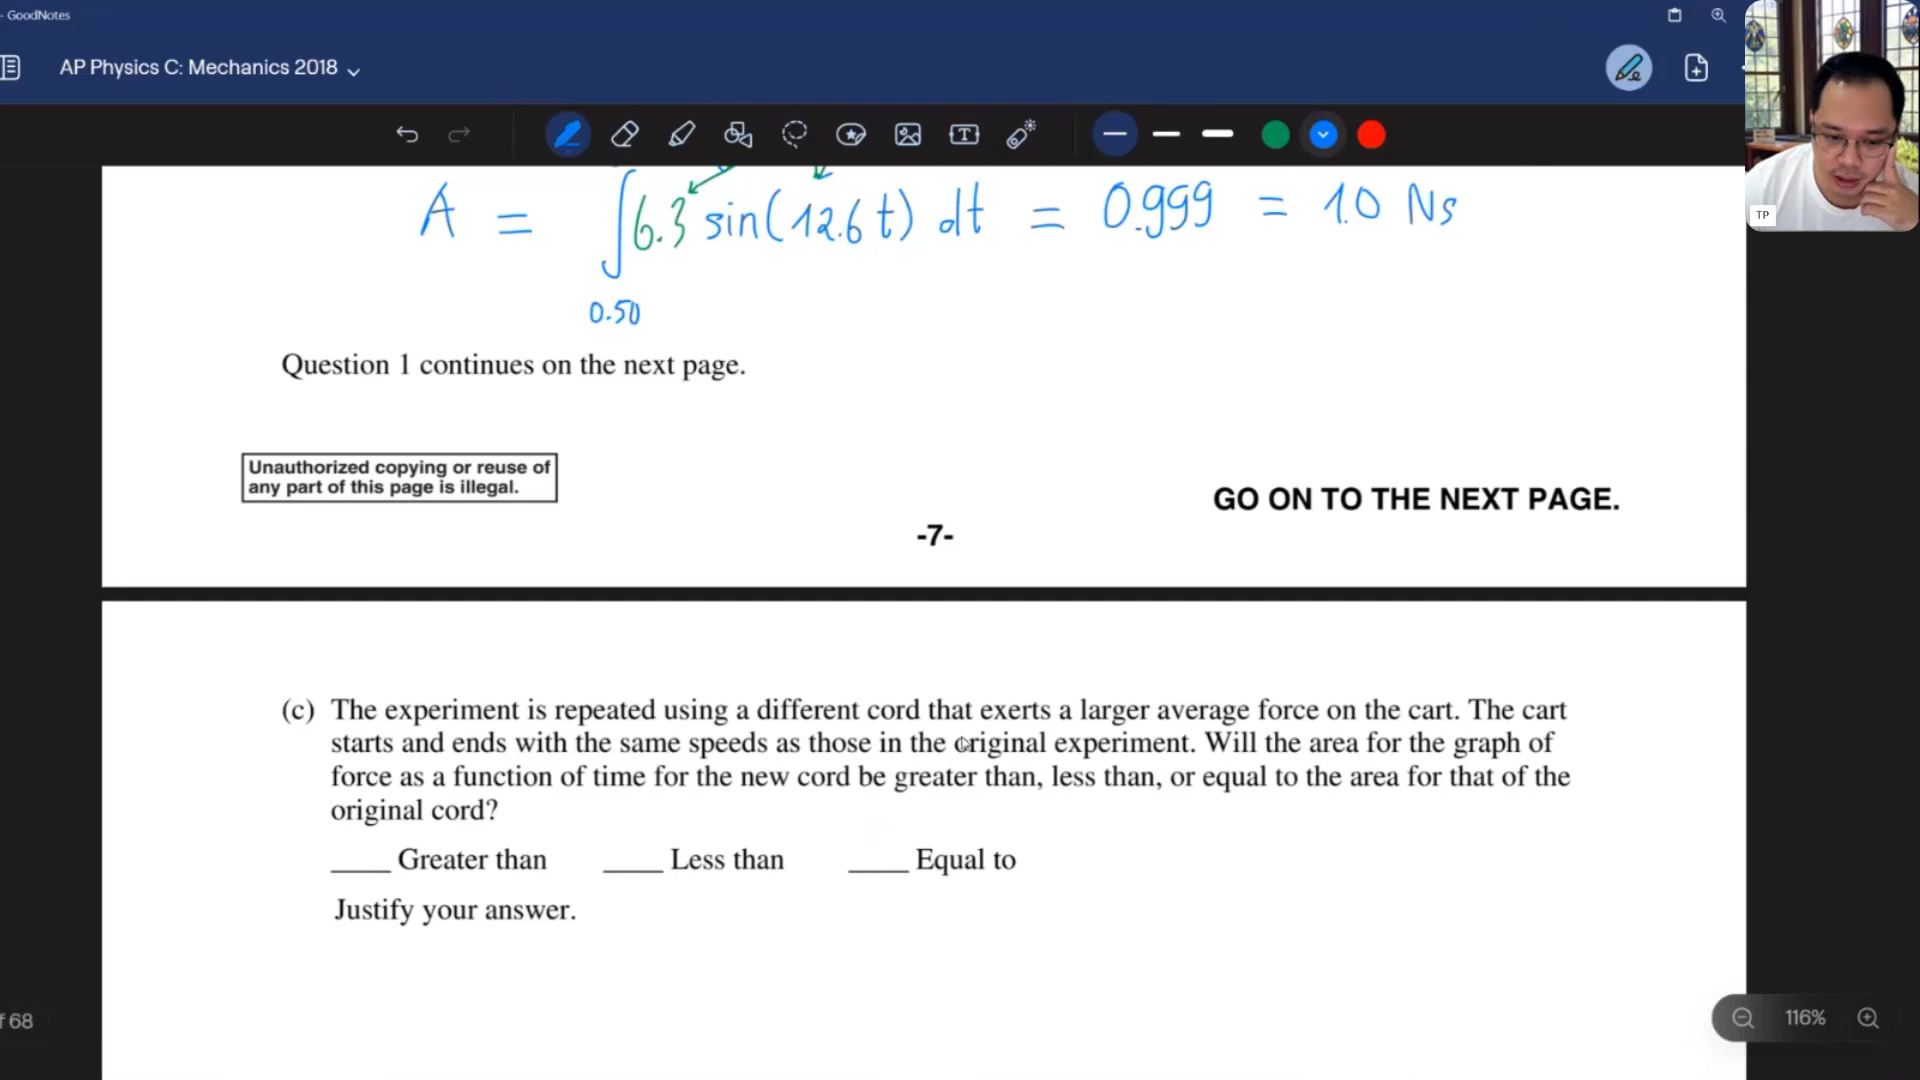 - GoodNotes
AP Physics C: Mechanics 2018
TP
A = ∫6.3 sin(12.6 t) dt = 0.999 = 1.0 Ns
0.50
Question 1 continues on the next page.
Unauthorized copying or reuse of
any part of this page is illegal.
GO ON TO THE NEXT PAGE.
-7-
(c) The experiment is repeated using a different cord that exerts a larger average force on the cart. The cart
starts and ends with the same speeds as those in the original experiment. Will the area for the graph of
force as a function of time for the new cord be greater than, less than, or equal to the area for that of the
original cord?
____ Greater than ____ Less than ____ Equal to
Justify your answer.
f 68
116%